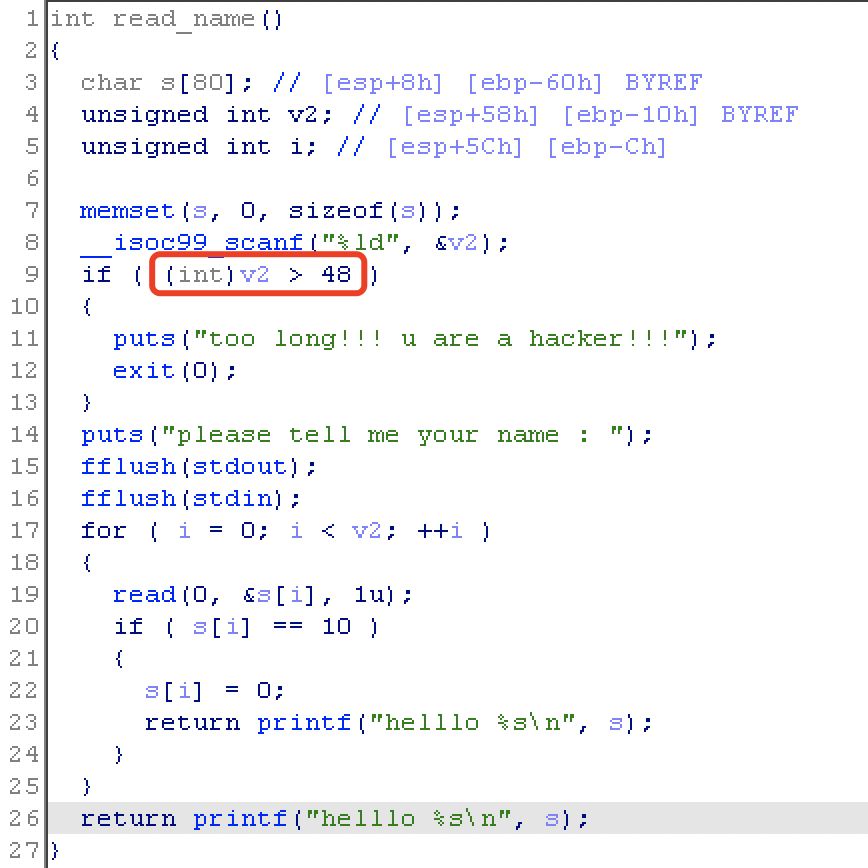 1 int read_name()
2 {
3 char s[80]; // [esp+8h] [ebp-60h] BYREF
4 unsigned int v2; // [esp+58h] [ebp-10h] BYREF
5 unsigned int i; // [esp+5Ch] [ebp-Ch]
6
7 memset(s, 0, sizeof(s));
8 __isoc99_scanf("%ld", &v2);
9 if ( (int)v2 > 48 )
10 {
11 puts("too long!!! u are a hacker!!!");
12 exit(0);
13 }
14 puts("please tell me your name : ");
15 fflush(stdout);
16 fflush(stdin);
17 for ( i = 0; i < v2; ++i )
18 {
19 read(0, &s[i], 1u);
20 if ( s[i] == 10 )
21 {
22 s[i] = 0;
23 return printf("helllo %s\n", s);
24 }
25 }
26 return printf("helllo %s\n", s);
27 }